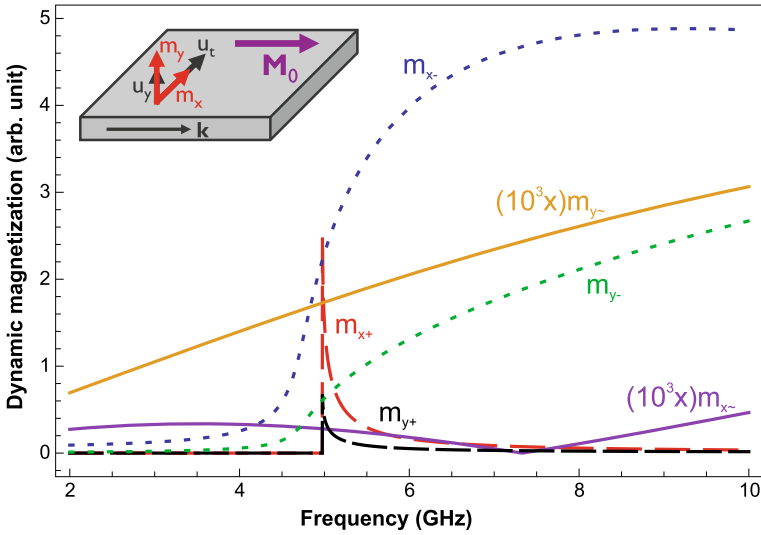 5
4
3
2
1
0
Dynamic magnetization (arb. unit)
m_y
u_t
M_0
u_y
m_x
k
m_x-
(10^3x)m_y~
m_y-
m_x+
m_y+
(10^3x)m_x~
2
4
6
8
10
Frequency (GHz)